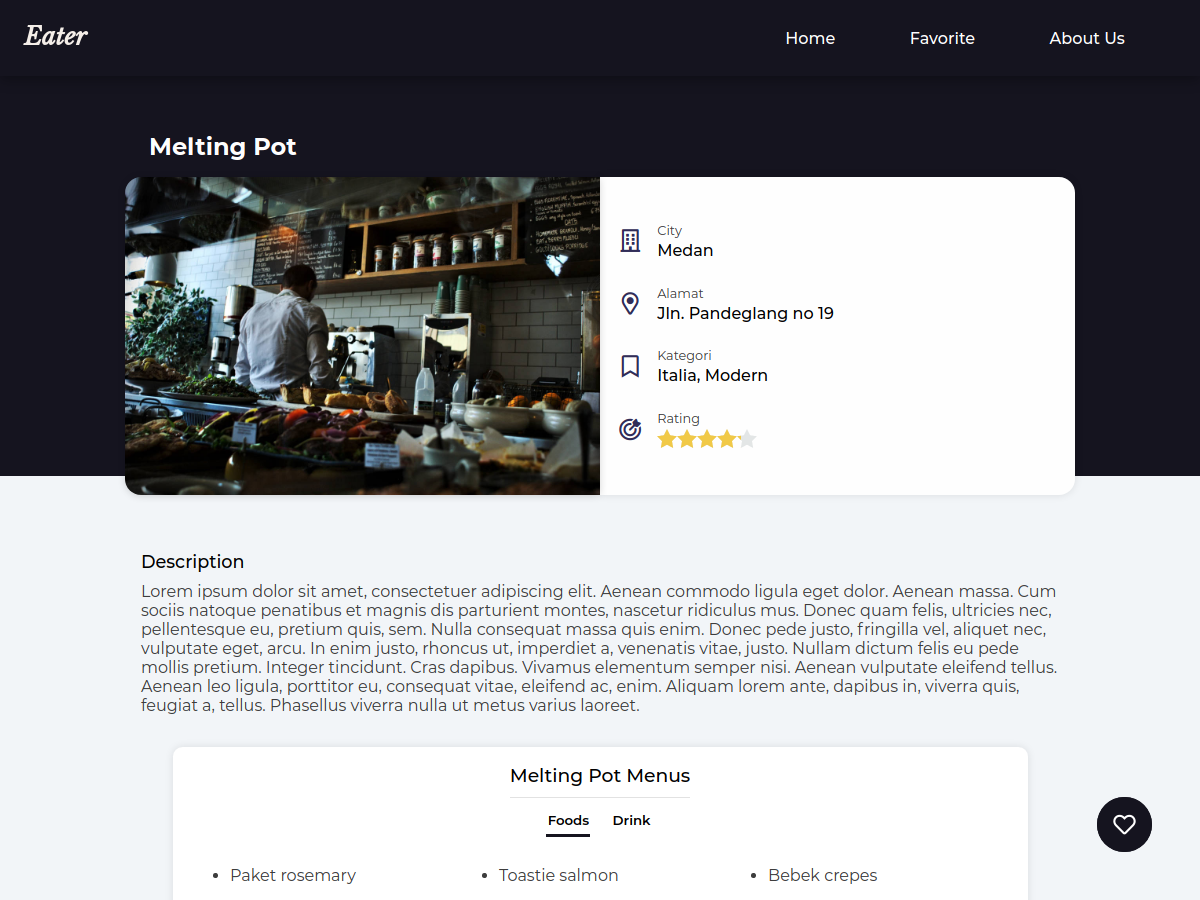 Eater
Home
Favorite
About Us
Melting Pot
City
Medan
Alamat
Jln. Pandeglang no 19
Kategori
Italia, Modern
Rating
Description
Lorem ipsum dolor sit amet, consectetuer adipiscing elit. Aenean commodo ligula eget dolor. Aenean massa. Cum
sociis natoque penatibus et magnis dis parturient montes, nascetur ridiculus mus. Donec quam felis, ultricies nec,
pellentesque eu, pretium quis, sem. Nulla consequat massa quis enim. Donec pede justo, fringilla vel, aliquet nec,
vulputate eget, arcu. In enim justo, rhoncus ut, imperdiet a, venenatis vitae, justo. Nullam dictum felis eu pede
mollis pretium. Integer tincidunt. Cras dapibus. Vivamus elementum semper nisi. Aenean vulputate eleifend tellus.
Aenean leo ligula, porttitor eu, consequat vitae, eleifend ac, enim. Aliquam lorem ante, dapibus in, viverra quis,
feugiat a, tellus. Phasellus viverra nulla ut metus varius laoreet.
Melting Pot Menus
Foods
Drink
Paket rosemary
Toastie salmon
Bebek crepes